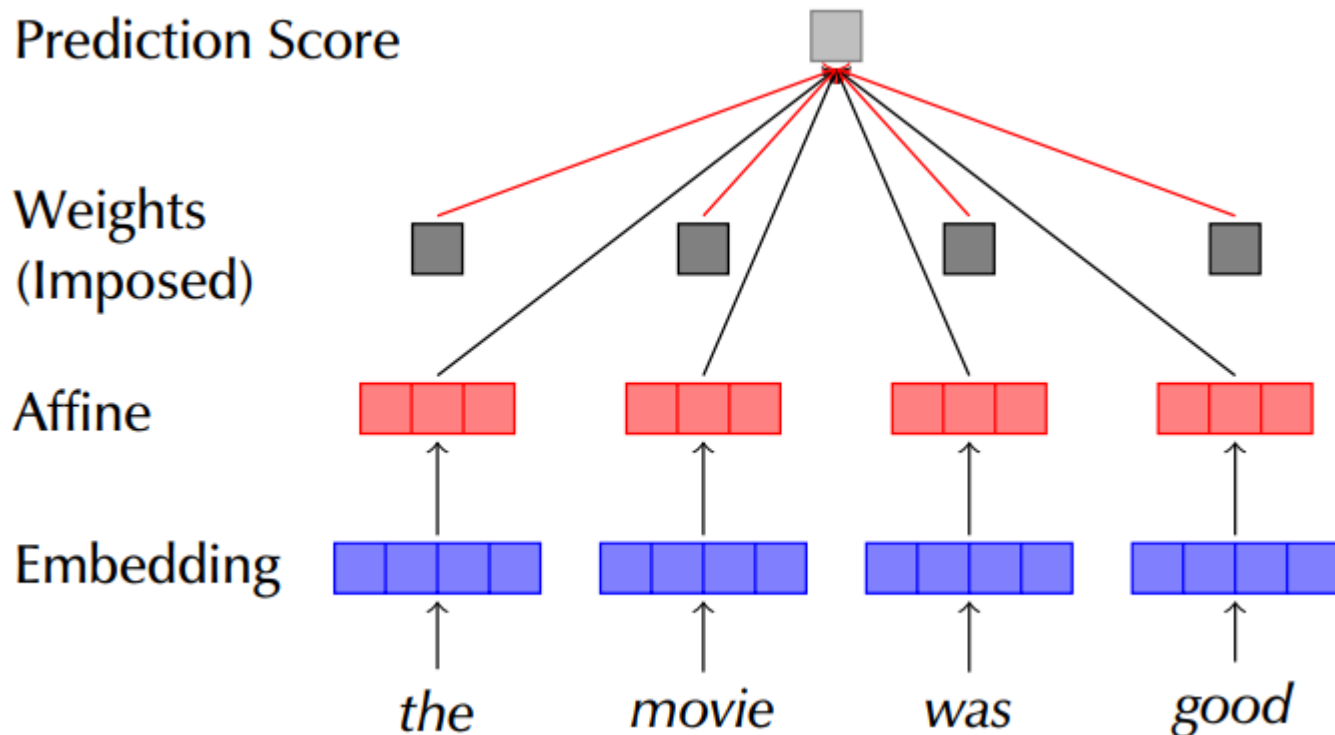 Prediction Score
Weights
(Imposed)
Affine
Embedding
the movie was good